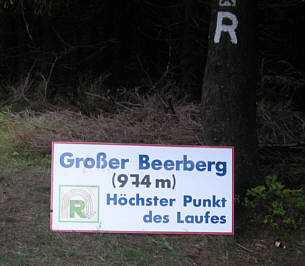 R
Großer Beerberg
(974 m)
R
Höchster Punkt
des Laufes